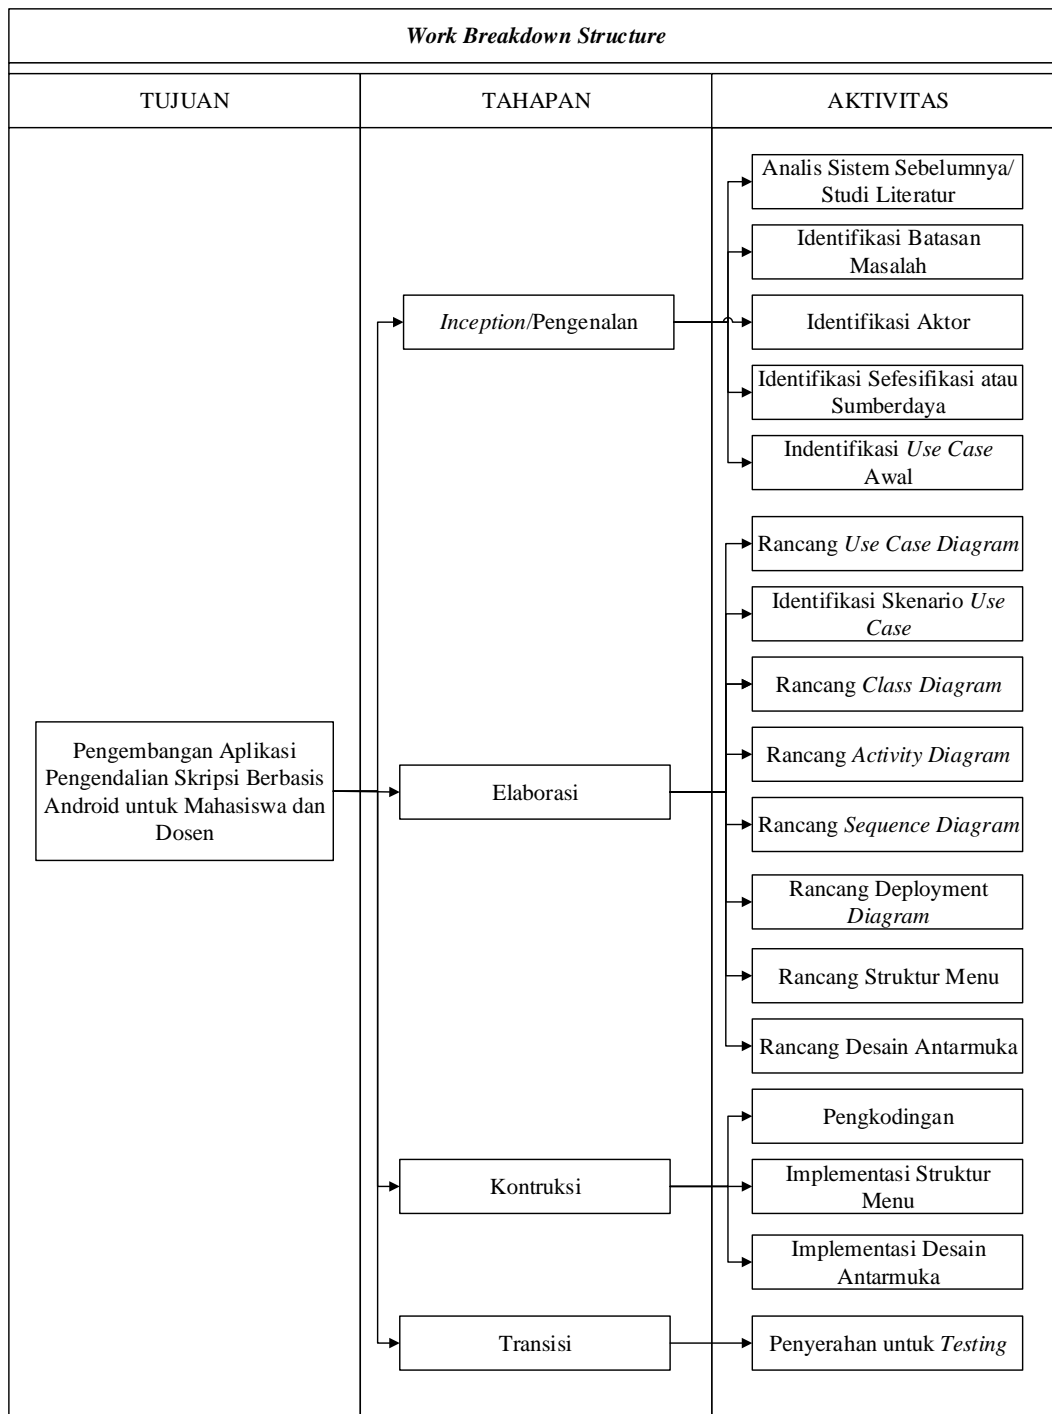 Work Breakdown Structure
TUJUAN
TAHAPAN
AKTIVITAS
Pengembangan Aplikasi
Pengendalian Skripsi Berbasis
Android untuk Mahasiswa dan
Dosen
Inception/Pengenalan
Elaborasi
Kontruksi
Transisi
Analis Sistem Sebelumnya/
Studi Literatur
Identifikasi Batasan
Masalah
Identifikasi Aktor
Identifikasi Sefesifikasi atau
Sumberdaya
Indentifikasi Use Case
Awal
Rancang Use Case Diagram
Identifikasi Skenario Use
Case
Rancang Class Diagram
Rancang Activity Diagram
Rancang Sequence Diagram
Rancang Deployment
Diagram
Rancang Struktur Menu
Rancang Desain Antarmuka
Pengkodingan
Implementasi Struktur
Menu
Implementasi Desain
Antarmuka
Penyerahan untuk Testing